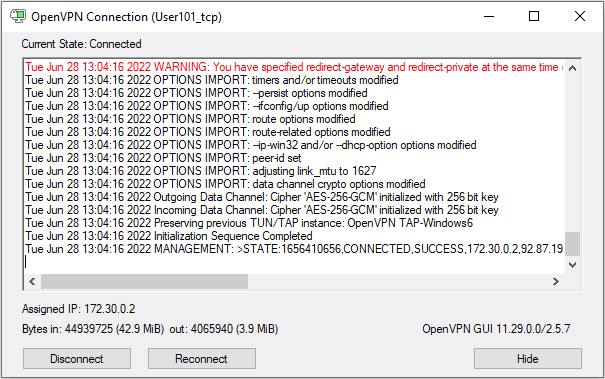 OpenVPN Connection (User101_tcp)
Current State: Connected
Tue Jun 28 13:04:16 2022 WARNING: You have specified redirect-gateway and redirect-private at the same time (
Tue Jun 28 13:04:16 2022 OPTIONS IMPORT: timers and/or timeouts modified
Tue Jun 28 13:04:16 2022 OPTIONS IMPORT: --persist options modified
Tue Jun 28 13:04:16 2022 OPTIONS IMPORT: --ifconfig/up options modified
Tue Jun 28 13:04:16 2022 OPTIONS IMPORT: route options modified
Tue Jun 28 13:04:16 2022 OPTIONS IMPORT: route-related options modified
Tue Jun 28 13:04:16 2022 OPTIONS IMPORT: --ip-win32 and/or --dhcp-option options modified
Tue Jun 28 13:04:16 2022 OPTIONS IMPORT: peer-id set
Tue Jun 28 13:04:16 2022 OPTIONS IMPORT: adjusting link_mtu to 1627
Tue Jun 28 13:04:16 2022 OPTIONS IMPORT: data channel crypto options modified
Tue Jun 28 13:04:16 2022 Outgoing Data Channel: Cipher 'AES-256-GCM' initialized with 256 bit key
Tue Jun 28 13:04:16 2022 Incoming Data Channel: Cipher 'AES-256-GCM' initialized with 256 bit key
Tue Jun 28 13:04:16 2022 Preserving previous TUN/TAP instance: OpenVPN TAP-Windows6
Tue Jun 28 13:04:16 2022 Initialization Sequence Completed
Tue Jun 28 13:04:16 2022 MANAGEMENT: >STATE:1656410656,CONNECTED,SUCCESS,172.30.0.2,92.87.19
Assigned IP: 172.30.0.2
Bytes in: 44939725 (42.9 MiB) out: 4065940 (3.9 MiB)
OpenVPN GUI 11.29.0.0/2.5.7
Disconnect
Reconnect
Hide